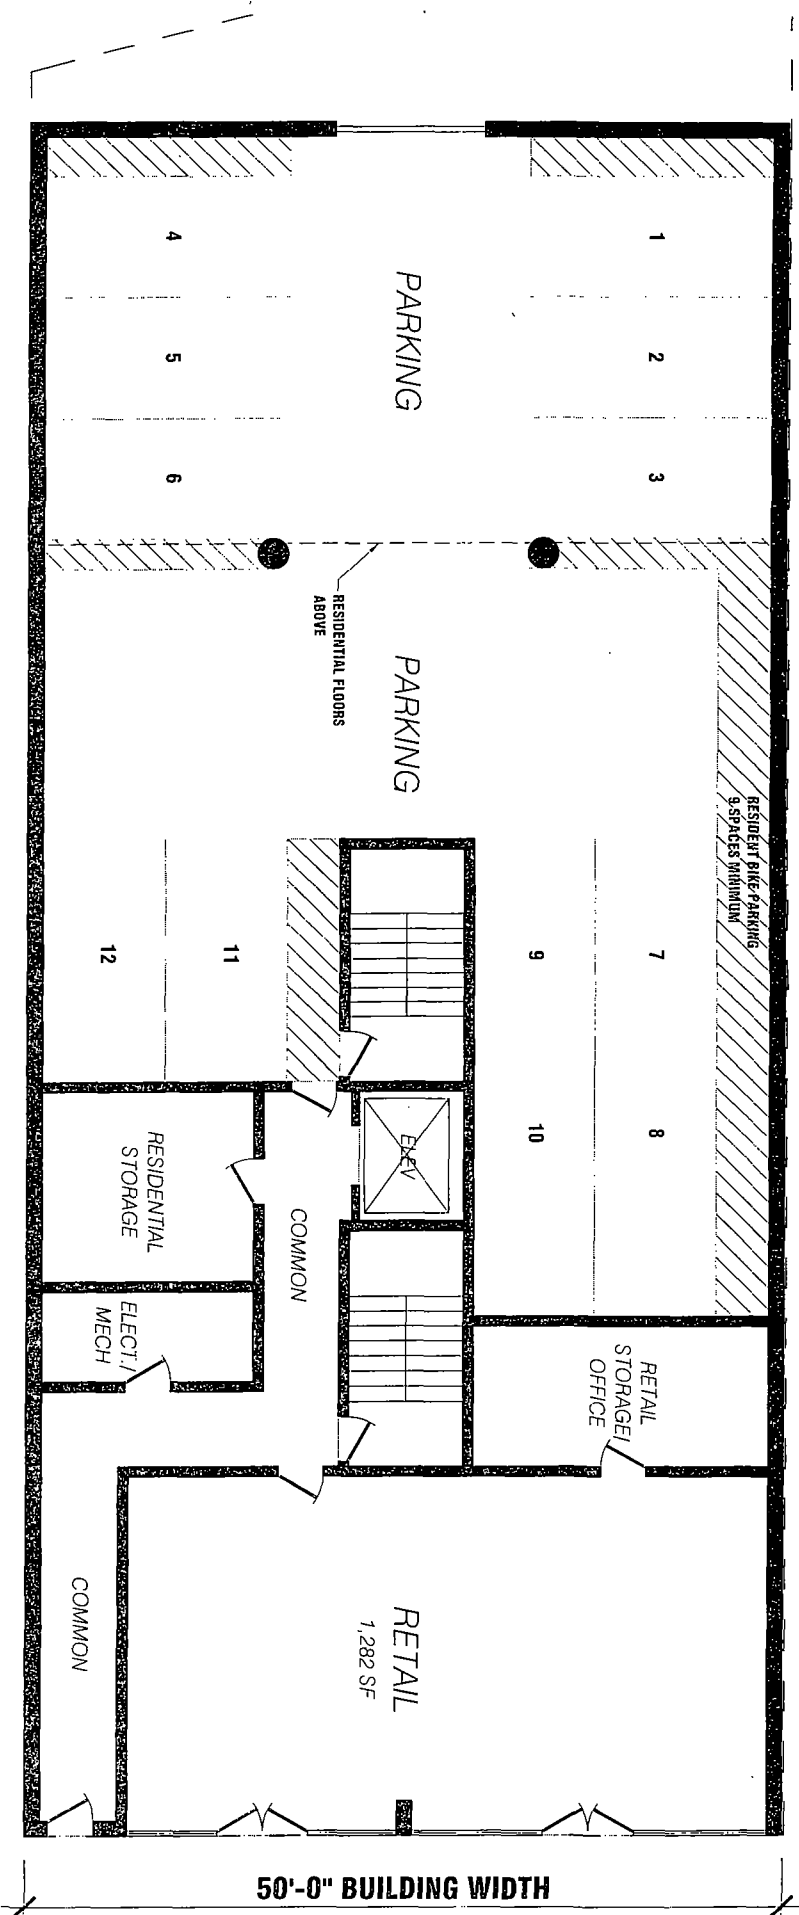 4
1
PARKING
5
2
6
3
RESIDENTIAL FLOORS
ABOVE
PARKING
RESIDENT BIKE PARKING
9 SPACES MINIMUM
12
11
9
7
10
8
ELEV
RESIDENTIAL
STORAGE
COMMON
ELECT./
MECH
RETAIL
STORAGE/
OFFICE
COMMON
RETAIL
1,282 SF
50'-0" BUILDING WIDTH